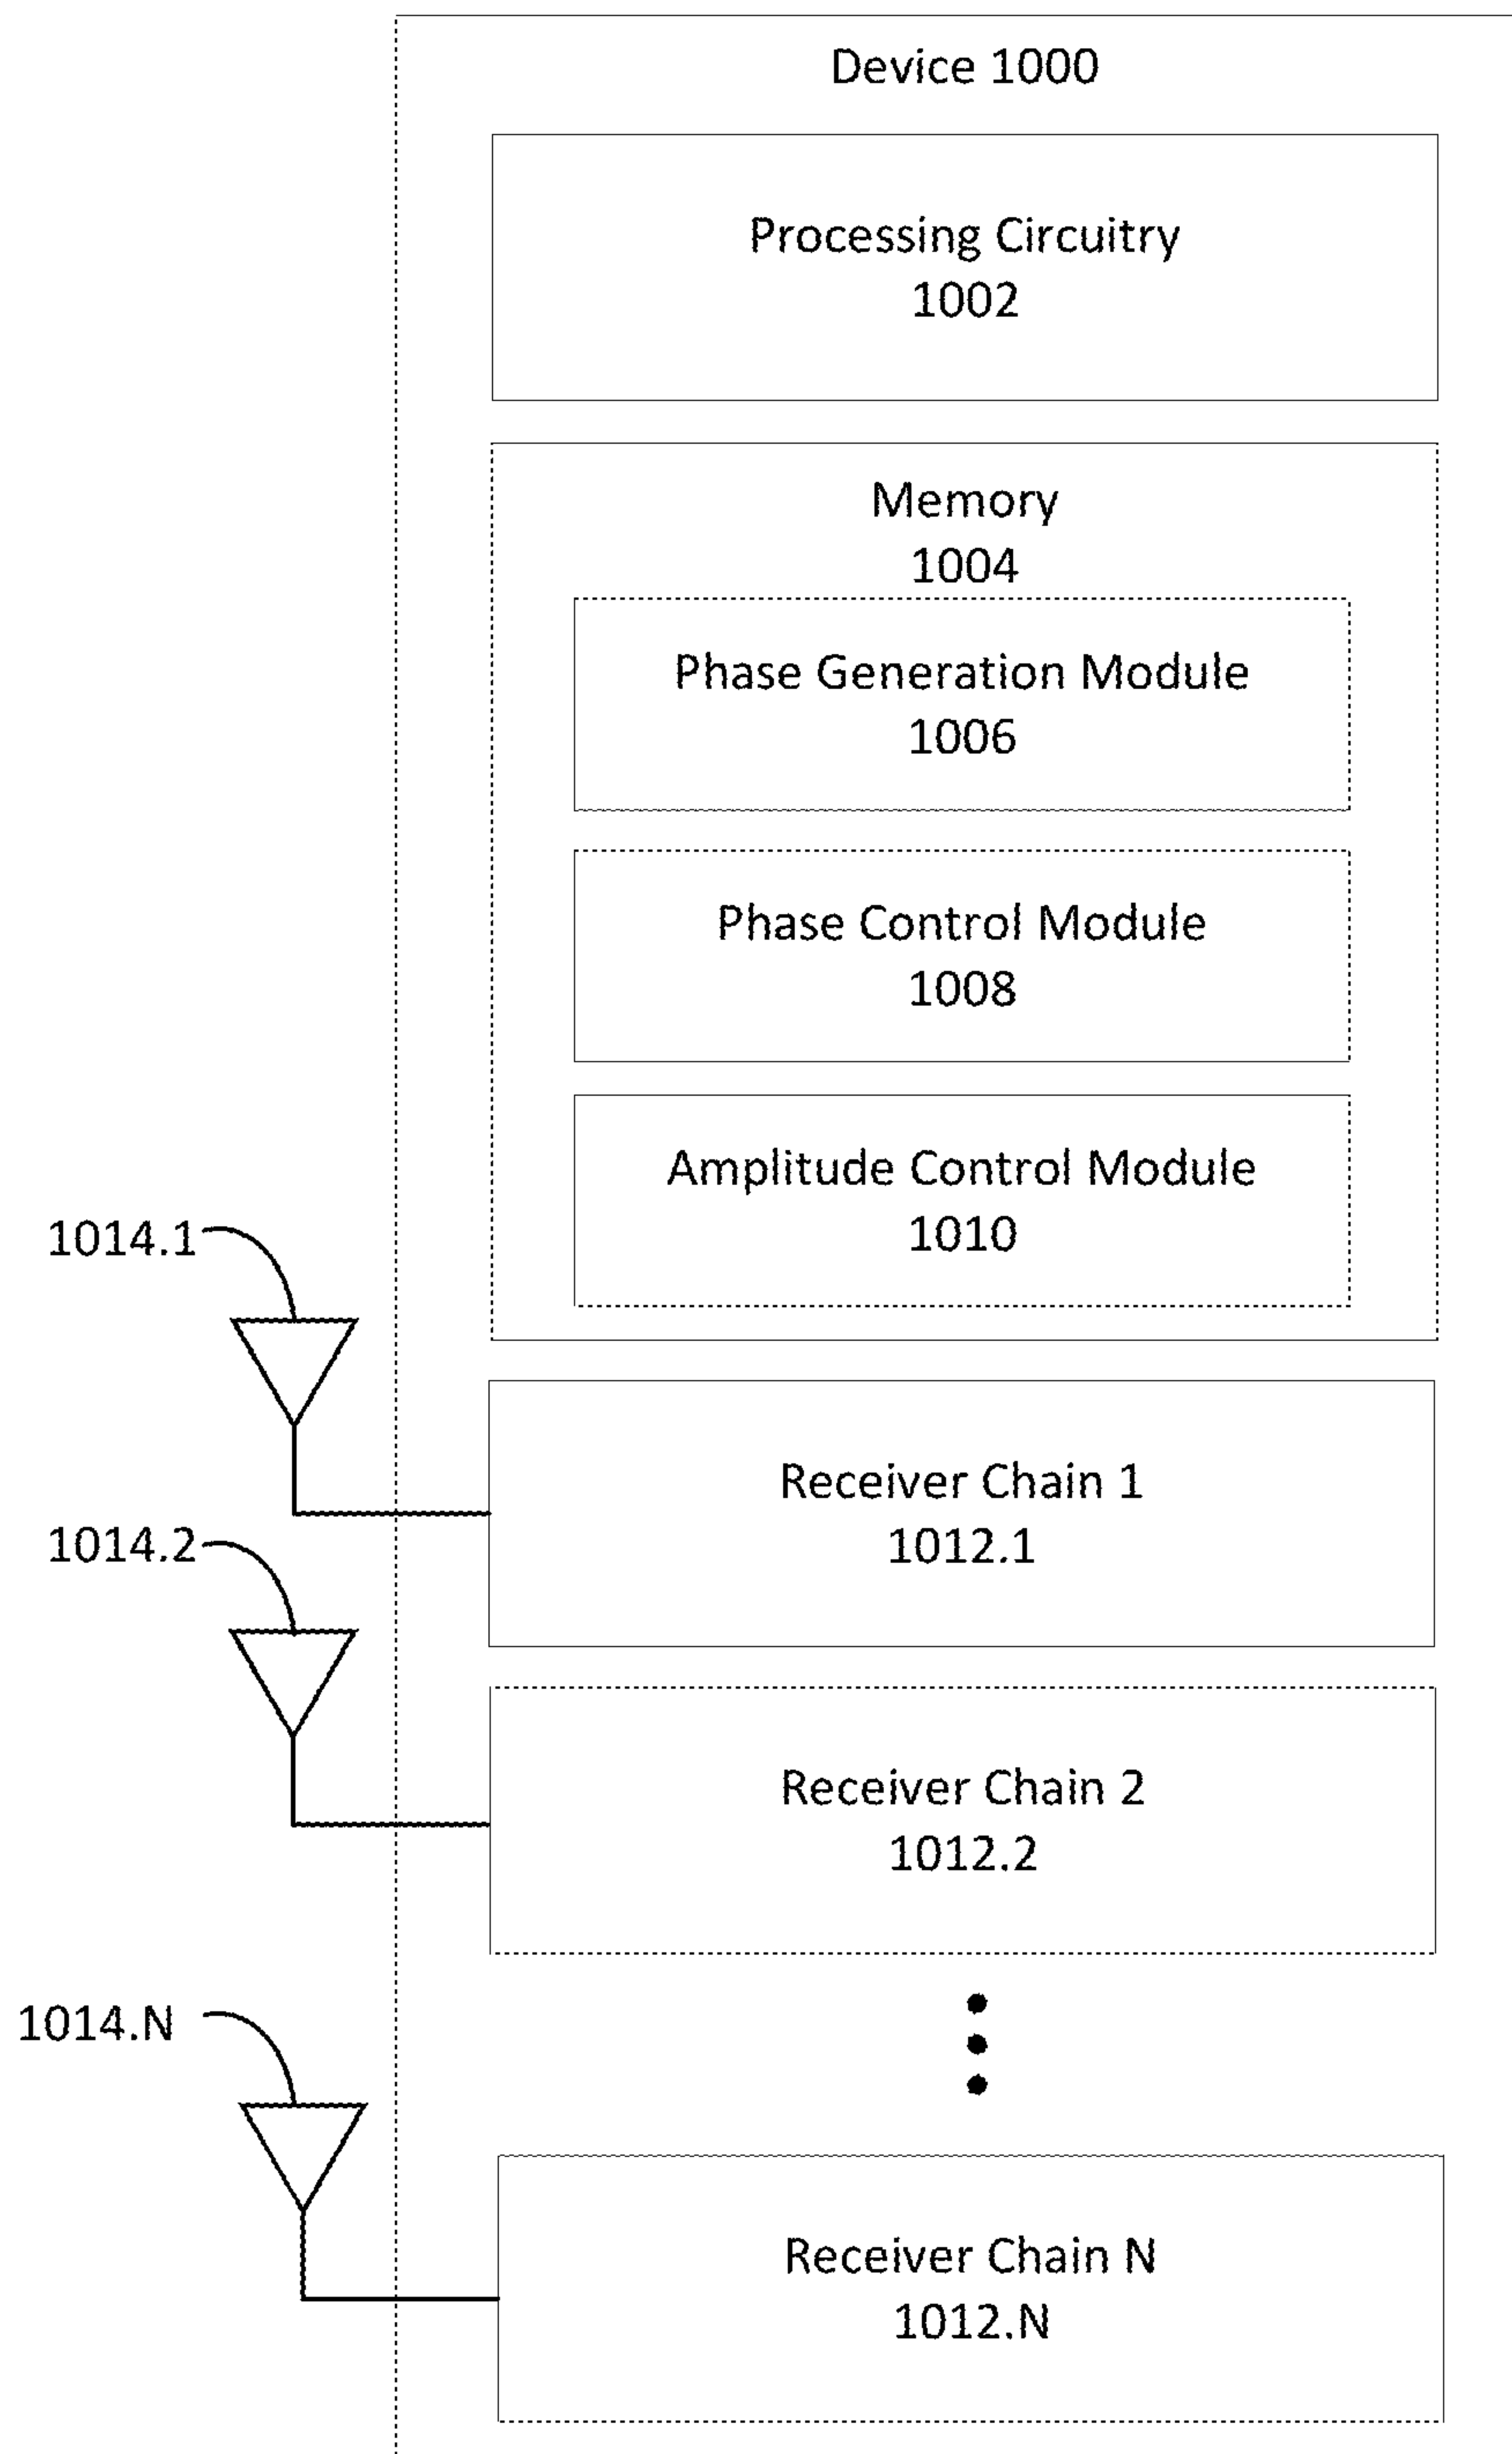 Device 1000
Processing Circuitry
1002
Memory
1004
Phase Generation Module
1006
Phase Control Module
1008
Amplitude Control Module
1010
1014.1
Receiver Chain 1
1012.1
1014.2
Receiver Chain 2
1012.2
1014.N
Receiver Chain N
1012.N